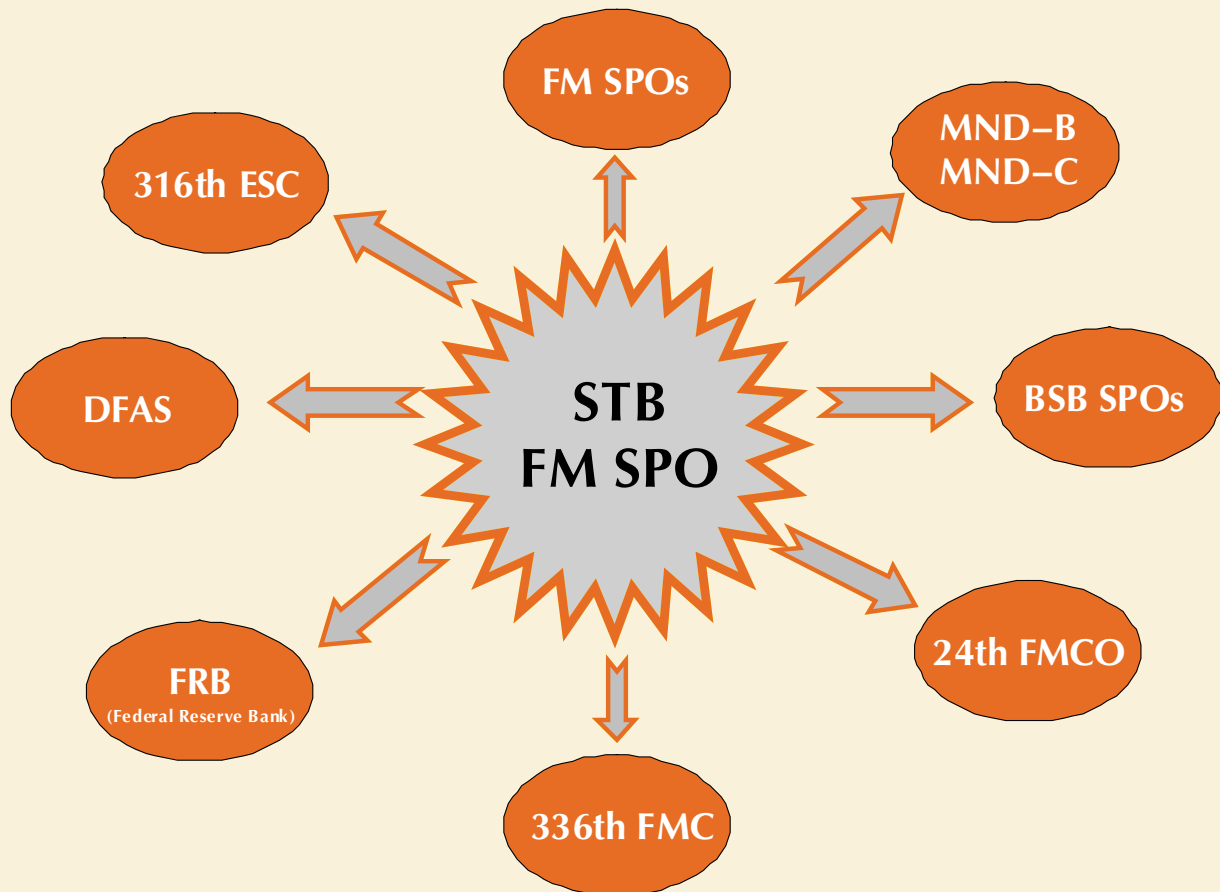 FM SPOs
MND–B
MND–C
316th ESC
STB
FM SPO
DFAS
BSB SPOs
24th FMCO
FRB
(Federal Reserve Bank)
336th FMC